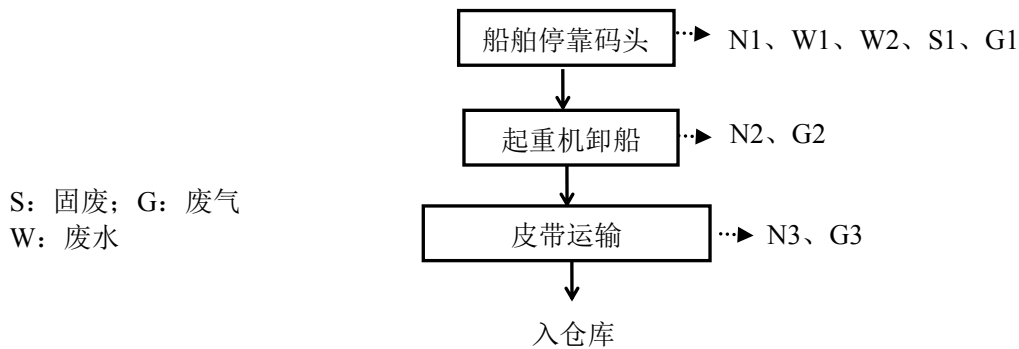 船舶停靠码头
N1、W1、W2、S1、G1
起重机卸船
N2、G2
S：固废；G：废气
W：废水
皮带运输
N3、G3
入仓库